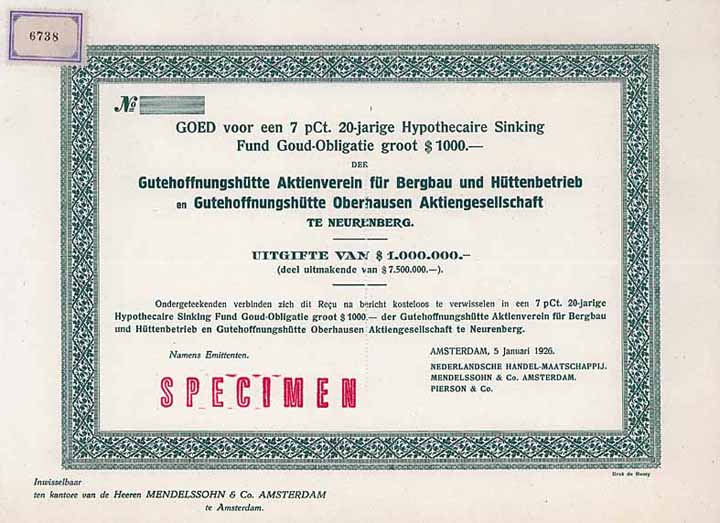 6738
No
GOED voor een 7 pCt. 20-jarige Hypothecaire Sinking
Fund Goud-Obligatie groot $ 1000.—
DER
Gutehoffnungshütte Aktienverein für Bergbau und Hüttenbetrieb
en Gutehoffnungshütte Oberhausen Aktiengesellschaft
TE NEURENBERG.
UITGIFTE VAN $ 1.000.000.-
(deel uitmakende van $ 7.500.000.—).
Ondergeteekenden verbinden zich dit Reçu na bericht kosteloos te verwisselen in een 7 pCt. 20-jarige
Hypothecaire Sinking Fund Goud-Obligatie groot $ 1000.— der Gutehoffnungshütte Aktienverein für Bergbau
und Hüttenbetrieb en Gutehoffnungshütte Oberhausen Aktiengesellschaft te Neurenberg.
Namens Emittenten.
AMSTERDAM, 5 Januari 1926.
NEDERLANDSCHE HANDEL-MAATSCHAPPIJ.
MENDELSSOHN & Co. AMSTERDAM.
PIERSON & Co.
SPECIMEN
Druk de Bussy
Inwisselbaar
ten kantore van de Heeren MENDELSSOHN & Co. AMSTERDAM
te Amsterdam.